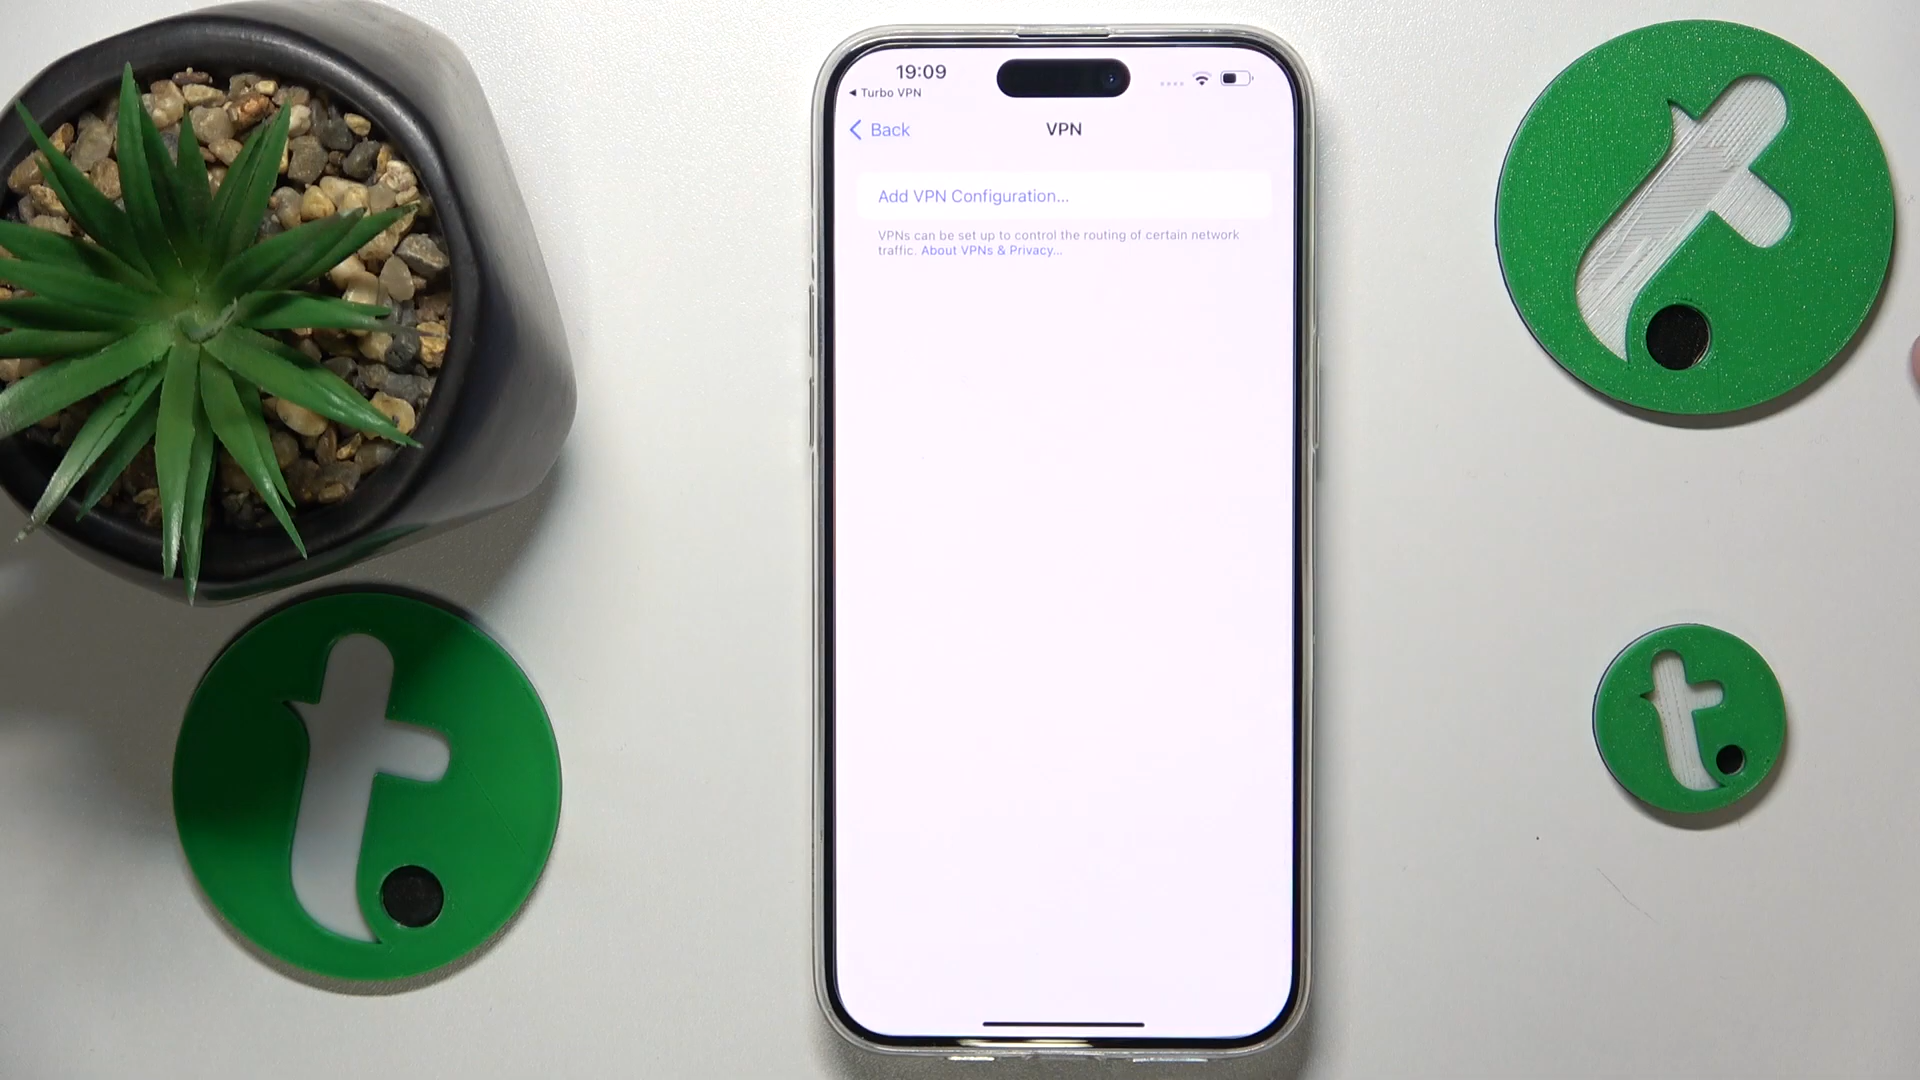 19:09
◀ Turbo VPN
Back
VPN
Add VPN Configuration...
VPNs can be set up to control the routing of certain network
traffic. About VPNs & Privacy...
t
t
t